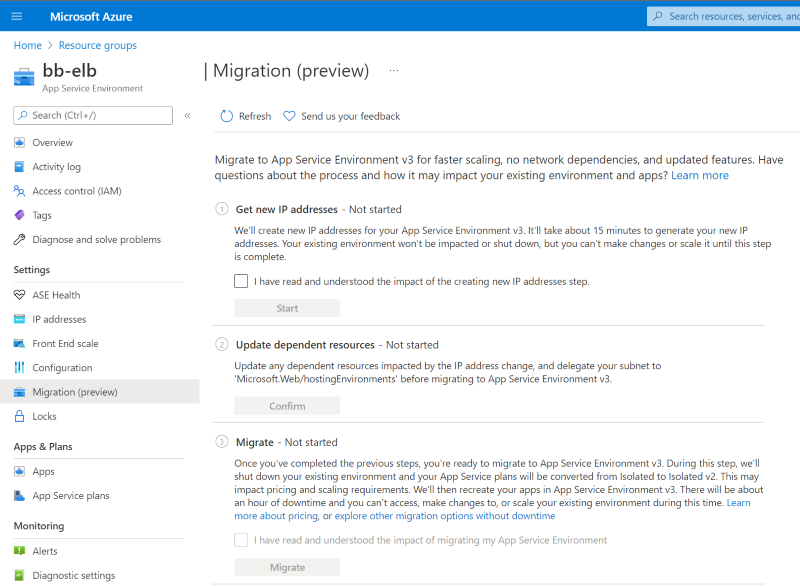 Microsoft Azure
Search resources, services, and
Home > Resource groups
bb-elb
App Service Environment
| Migration (preview) ...
Search (Ctrl+/)
«
Refresh
Send us your feedback
Overview
Activity log
Access control (IAM)
Tags
Diagnose and solve problems
Settings
ASE Health
IP addresses
Front End scale
Configuration
Migration (preview)
Locks
Apps & Plans
Apps
App Service plans
Monitoring
Alerts
Diagnostic settings
Migrate to App Service Environment v3 for faster scaling, no network dependencies, and updated features. Have
questions about the process and how it may impact your existing environment and apps? Learn more
1 Get new IP addresses - Not started
We'll create new IP addresses for your App Service Environment v3. It'll take about 15 minutes to generate your new IP
addresses. Your existing environment won't be impacted or shut down, but you can't make changes or scale it until this step
is complete.
I have read and understood the impact of the creating new IP addresses step.
Start
2 Update dependent resources - Not started
Update any dependent resources impacted by the IP address change, and delegate your subnet to
'Microsoft.Web/hostingEnvironments' before migrating to App Service Environment v3.
Confirm
3 Migrate - Not started
Once you've completed the previous steps, you're ready to migrate to App Service Environment v3. During this step, we'll
shut down your existing environment and your App Service plans will be converted from Isolated to Isolated v2. This may
impact pricing and scaling requirements. We'll then recreate your apps in App Service Environment v3. There will be about
an hour of downtime and you can't access, make changes to, or scale your existing environment during this time. Learn
more about pricing, or explore other migration options without downtime
I have read and understood the impact of migrating my App Service Environment
Migrate